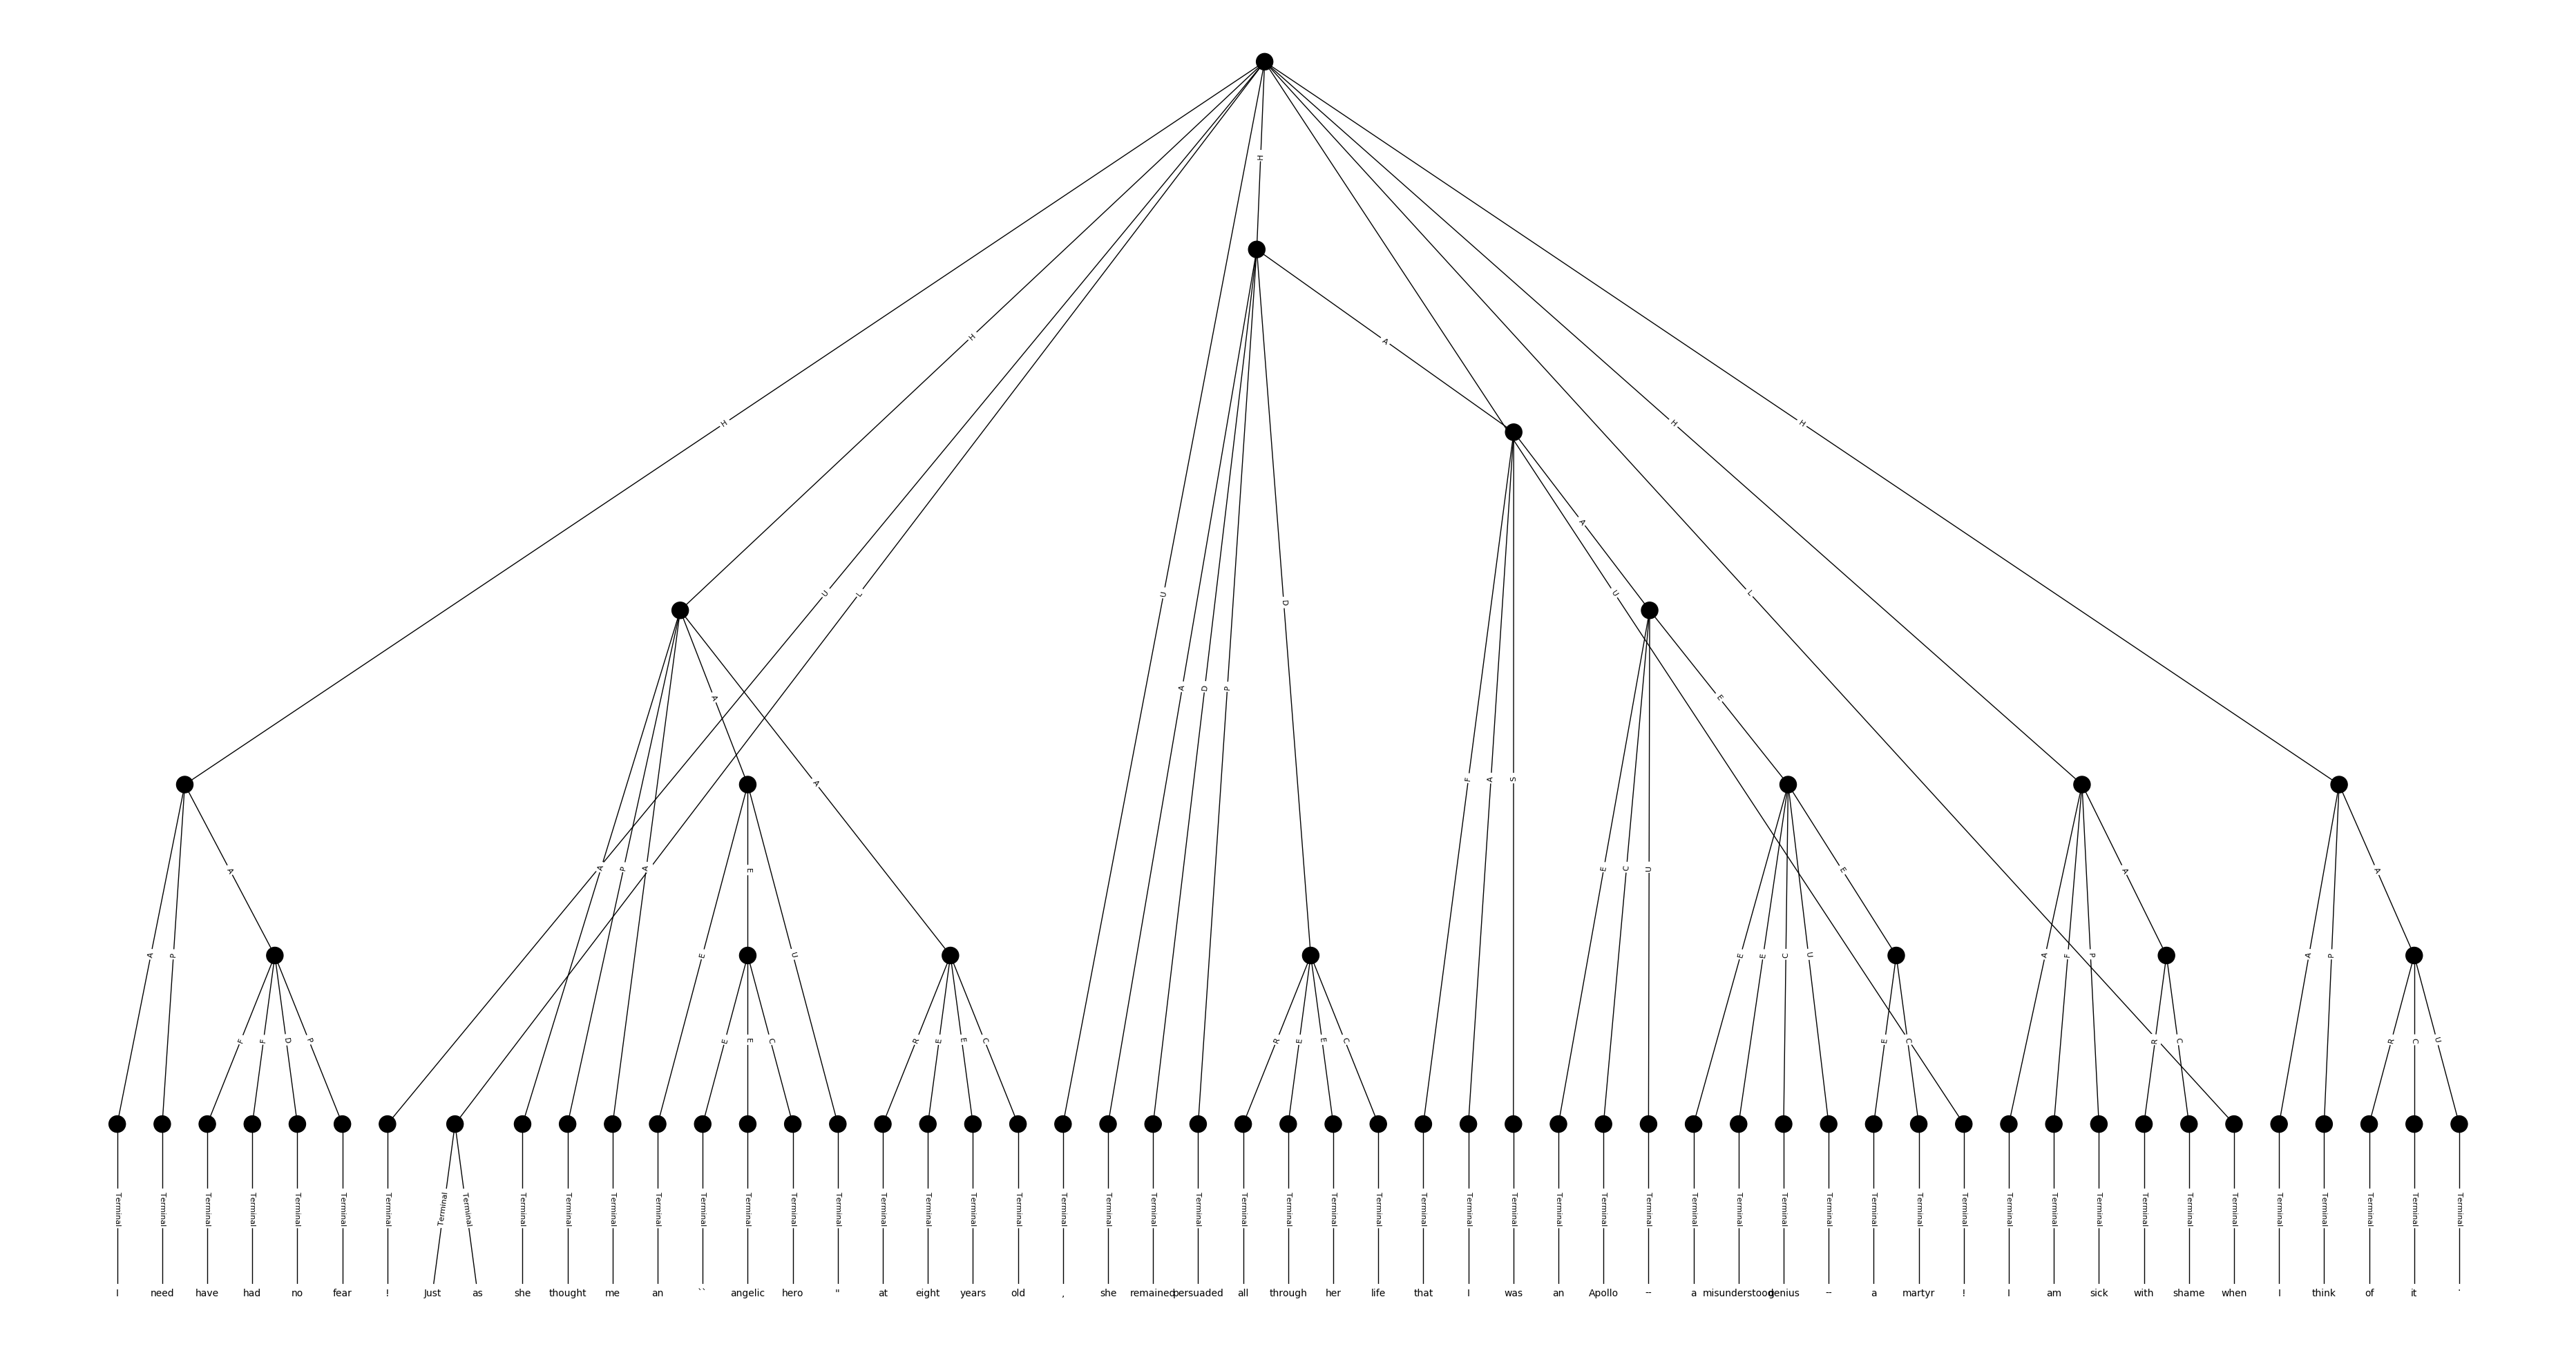 H
H
A
H
H
H
A
U
L
U
U
L
A
D
A
D
P
E
A
F
A
S
A
P
A
E
E
C
U
A
E
A
A
P
E
U
E
E
C
U
A
F
P
A
P
F
F
D
P
E
E
C
R
E
E
C
R
E
E
C
E
C
R
C
R
C
U
Terminal Terminal Terminal Terminal Terminal Terminal Terminal Terminal Terminal Terminal Terminal Terminal Terminal Terminal Terminal Terminal Terminal Terminal Terminal Terminal Terminal Terminal Terminal Terminal Terminal Terminal Terminal Terminal Terminal Terminal Terminal Terminal Terminal Terminal Terminal Terminal Terminal Terminal Terminal Terminal Terminal Terminal Terminal Terminal Terminal Terminal Terminal Terminal Terminal Terminal Terminal Terminal Terminal
I need have had no fear ! Just as she thought me an `` angelic hero " at eight years old , she remained persuaded all through her life that I was an Apollo -- a misunderstood genius -- a martyr ! I am sick with shame when I think of it